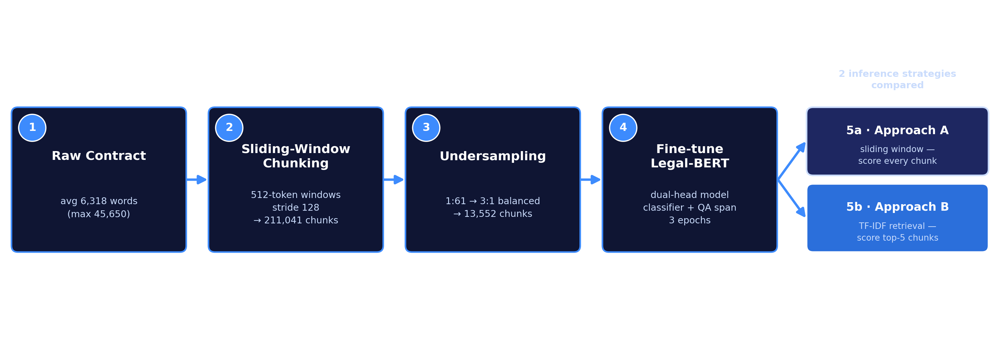 1
Raw Contract
avg 6,318 words
(max 45,650)
2
Sliding-Window
Chunking
512-token windows
stride 128
→ 211,041 chunks
3
Undersampling
1:61 → 3:1 balanced
→ 13,552 chunks
4
Fine-tune
Legal-BERT
dual-head model
classifier + QA span
3 epochs
2 inference strategies
compared
5a · Approach A
sliding window —
score every chunk
5b · Approach B
TF-IDF retrieval —
score top-5 chunks